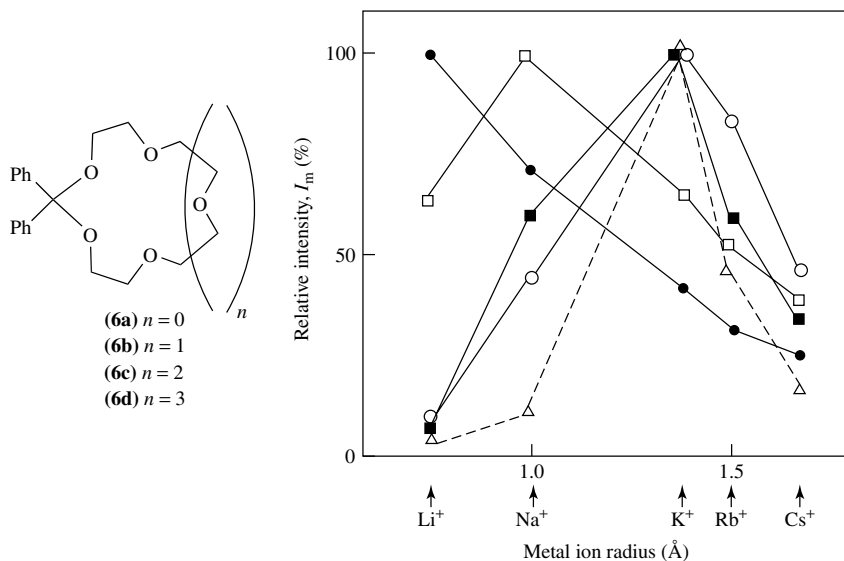 Ph
Ph
O
O
O
O
O
n
(6a) n = 0
(6b) n = 1
(6c) n = 2
(6d) n = 3
Relative intensity, Im (%)
100
50
0
1.0
1.5
Li+
Na+
K+
Rb+
Cs+
Metal ion radius (Å)